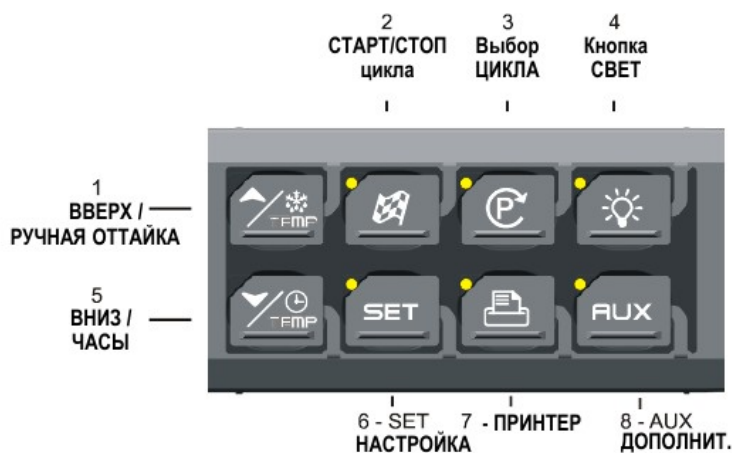 2
СТАРТ/СТОП
цикла
3
Выбор
ЦИКЛА
4
Кнопка
СВЕТ
1
ВВЕРХ /
РУЧНАЯ ОТТАЙКА
TEMP
P
5
ВНИЗ /
ЧАСЫ
TEMP
SET
AUX
6 - SET
НАСТРОЙКА
7 - ПРИНТЕР
8 - AUX
ДОПОЛНИТ.